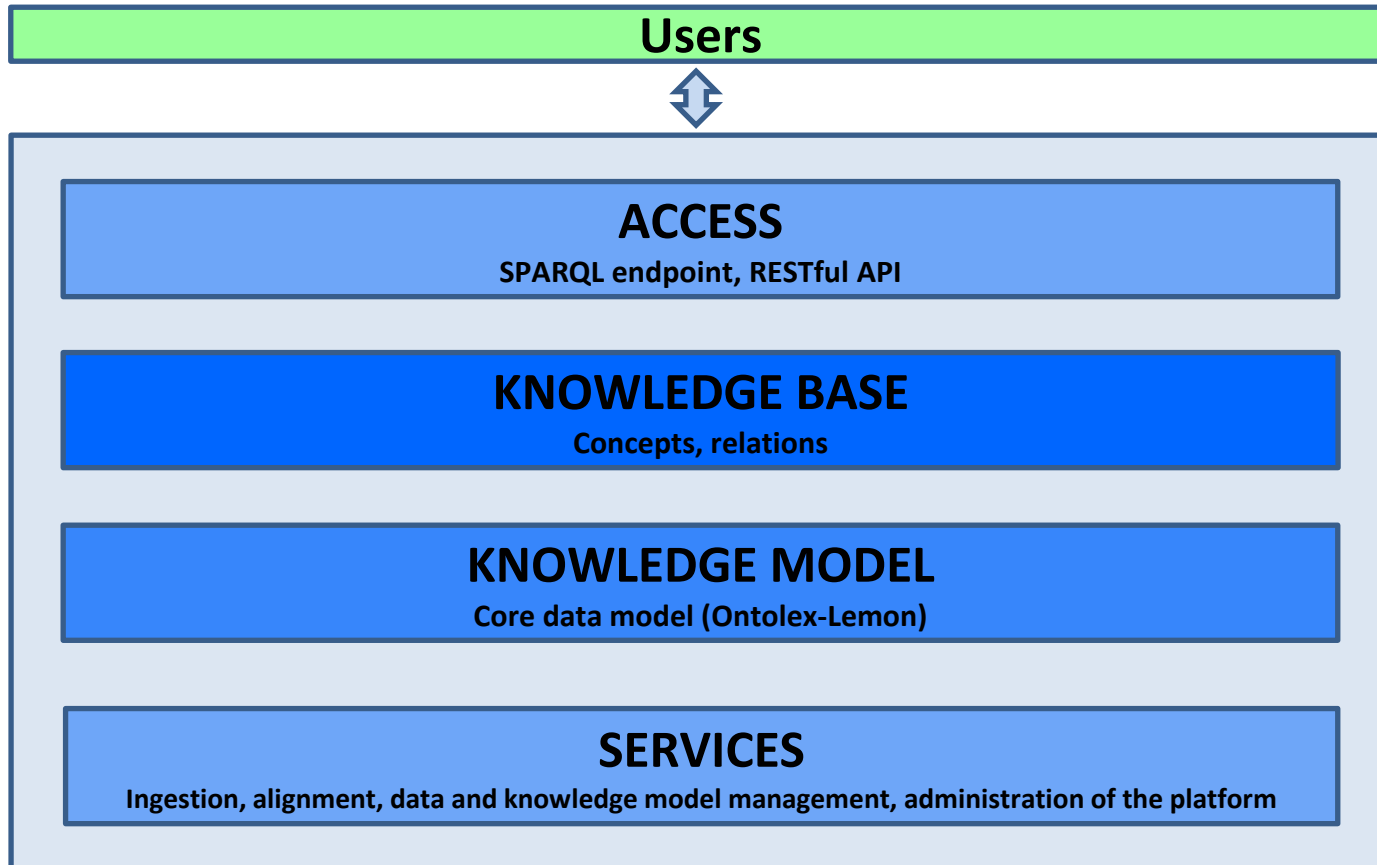 Users
ACCESS
SPARQL endpoint, RESTful API
KNOWLEDGE BASE
Concepts, relations
KNOWLEDGE MODEL
Core data model (Ontolex-Lemon)
SERVICES
Ingestion, alignment, data and knowledge model management, administration of the platform